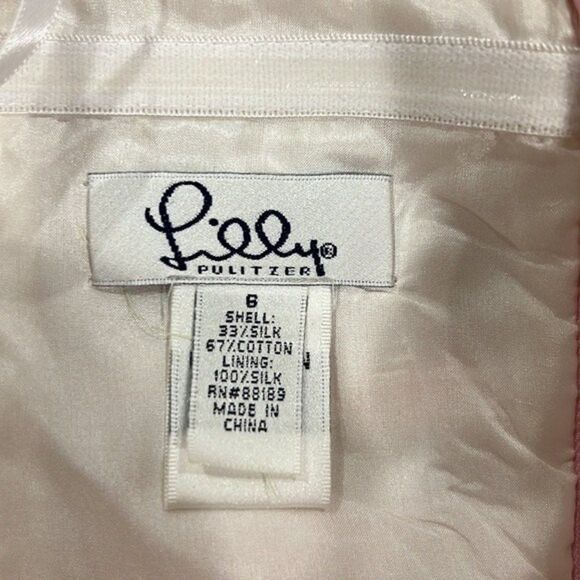 Lilly®
PULITZER
6
SHELL:
33%SILK
67%COTTON
LINING:
100%SILK
RN#88189
MADE IN
CHINA